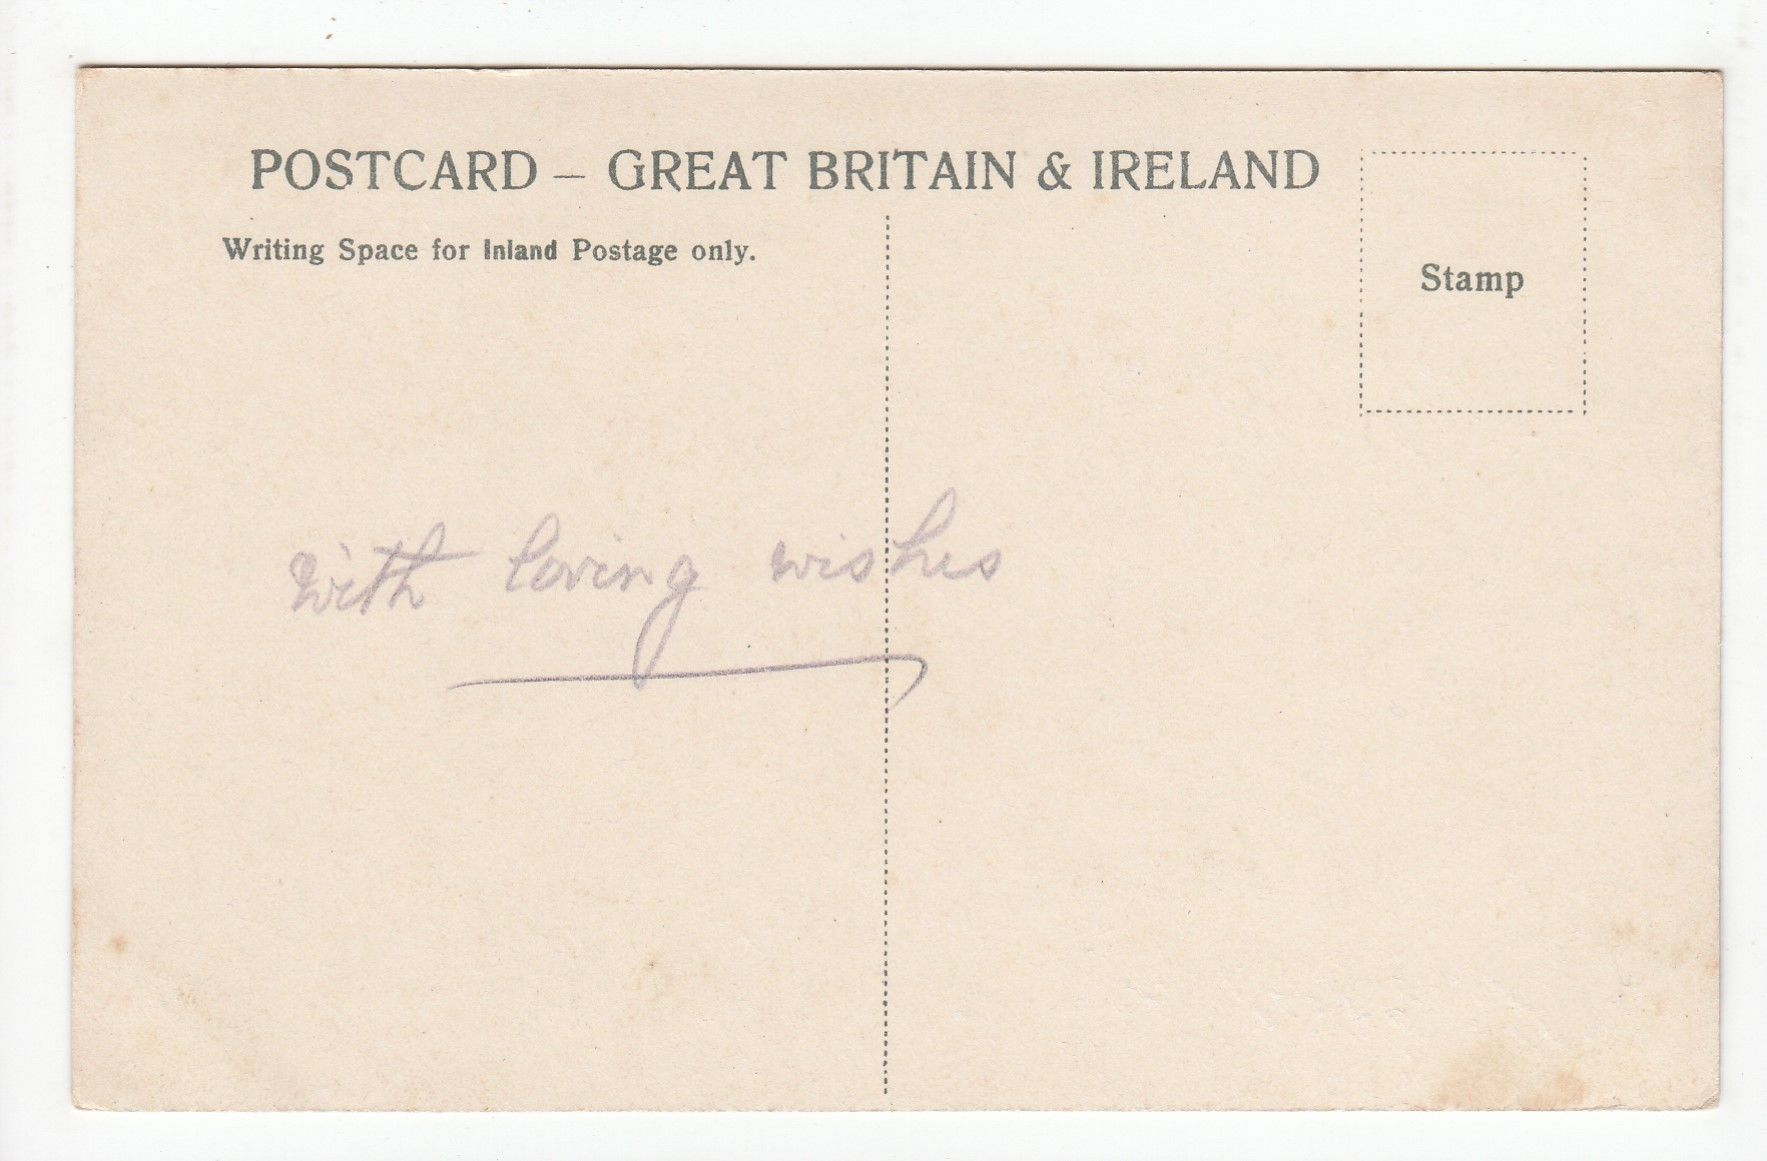 POSTCARD – GREAT BRITAIN & IRELAND
Writing Space for Inland Postage only.
Stamp
With loving wishes